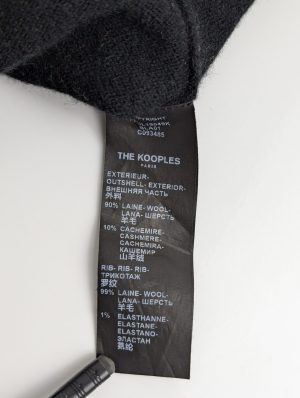 THE KOOPLES
PARIS
EXTERIEUR-
OUTSHELL- EXTERIOR-
ВНЕШНЯЯ ЧАСТЬ
外料
90% LAINE- WOOL-
LANA- ШЕРСТЬ
羊毛
10% CACHEMIRE-
CASHMERE-
CACHEMIRA-
КАШЕМИР
山羊绒
RIB- RIB- RIB-
ТРИКОТАЖ
罗纹
99% LAINE- WOOL-
LANA- ШЕРСТЬ
羊毛
1% ELASTHANNE-
ELASTANE-
ELASTANO-
ЭЛАСТАН
氨纶